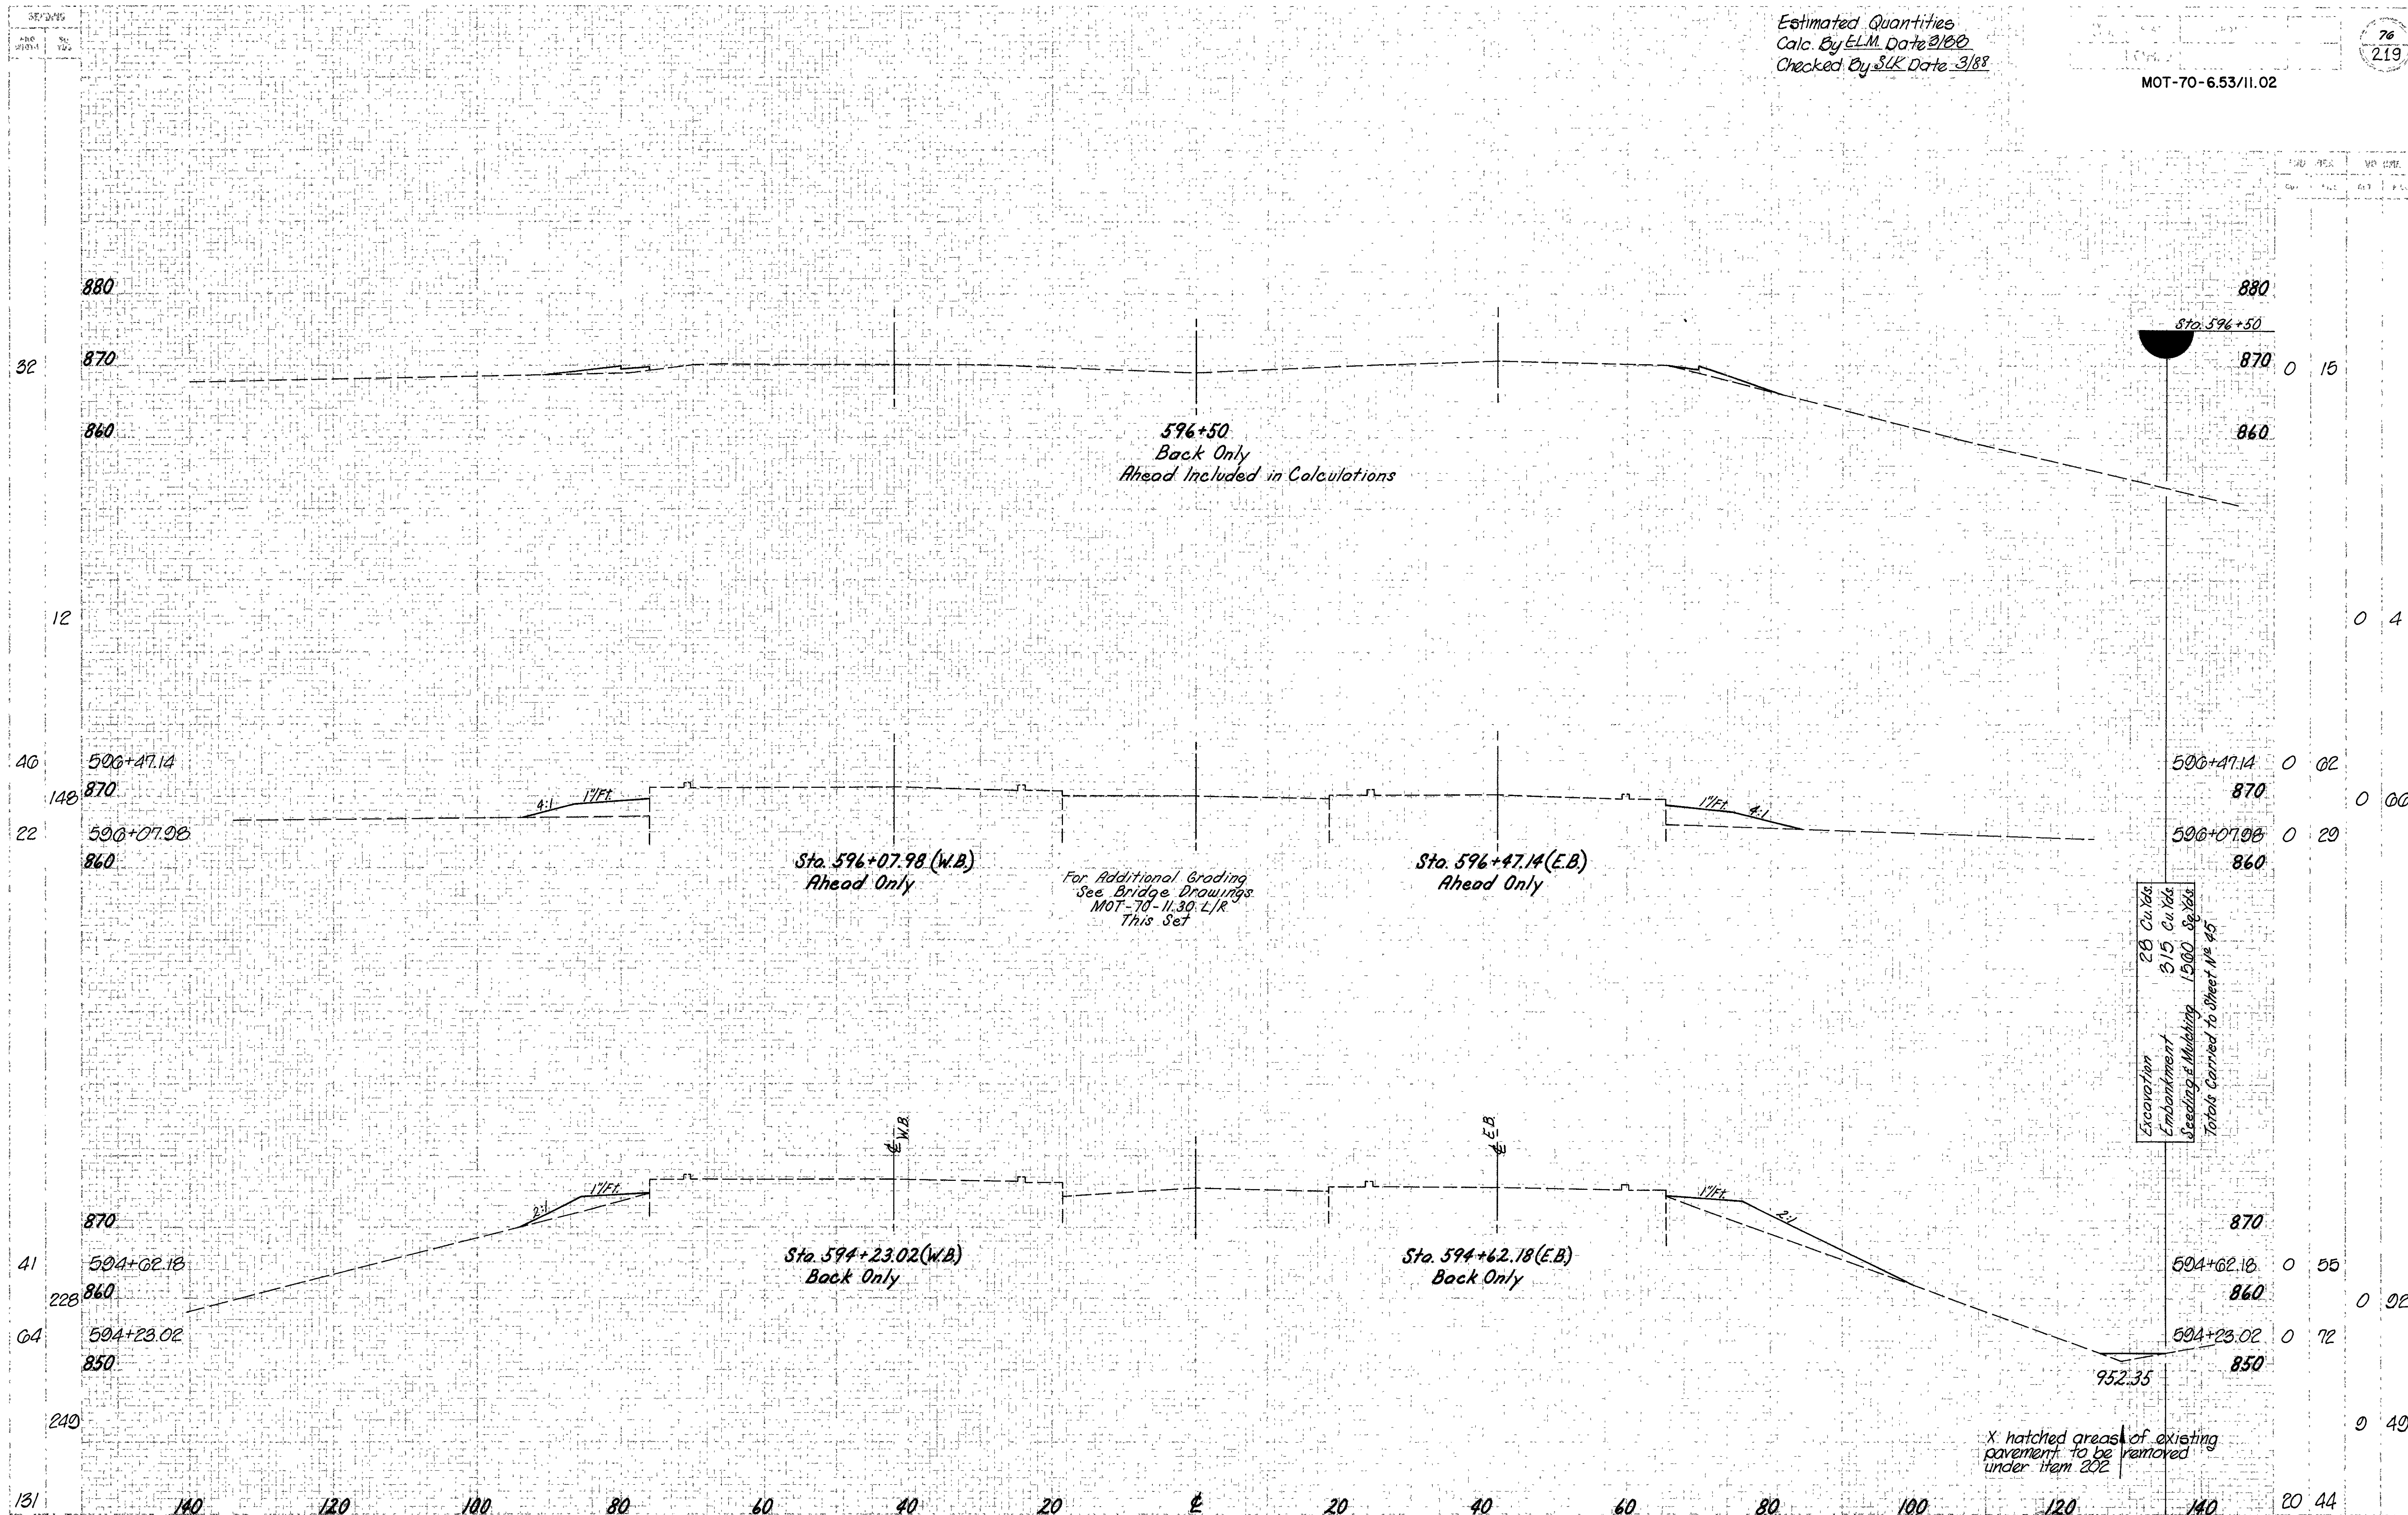 SEEDING
END WIDTH
SQ YDS
Estimated Quantities
Calc. By ELM Date 3/88
Checked By SLK Date 3/88
76
219
MOT-70-6.53/11.02
880
880
Sta. 596+50
32
870
870
0 15
860
860
596+50
Back Only
Ahead Included in Calculations
12
0 4
46
596+47.14
596+47.14
0 62
148
870
870
0 66
4:1
1"/Ft.
1"/Ft.
4:1
22
596+07.98
596+07.98
0 29
860
860
Sta. 596+07.98 (W.B.)
Ahead Only
Sta. 596+47.14 (E.B.)
Ahead Only
For Additional Grading
See Bridge Drawings
MOT-70-11.30 L/R
This Set
Excavation 28 Cu.Yds.
Embankment 315 Cu.Yds.
Seeding & Mulching 1500 Sq.Yds.
Totals Carried to Sheet Nº 45
℄ W.B.
℄ E.B.
2:1
1"/Ft.
1"/Ft.
2:1
870
870
41
594+62.18
594+62.18
0 55
Sta. 594+23.02 (W.B.)
Back Only
Sta. 594+62.18 (E.B.)
Back Only
228
860
860
0 92
64
594+23.02
594+23.02
0 72
850
850
952.35
249
9 49
X hatched areas of existing
pavement to be removed
under item 202
131
140 120 100 80 60 40 20 ℄ 20 40 60 80 100 120 140
20 44